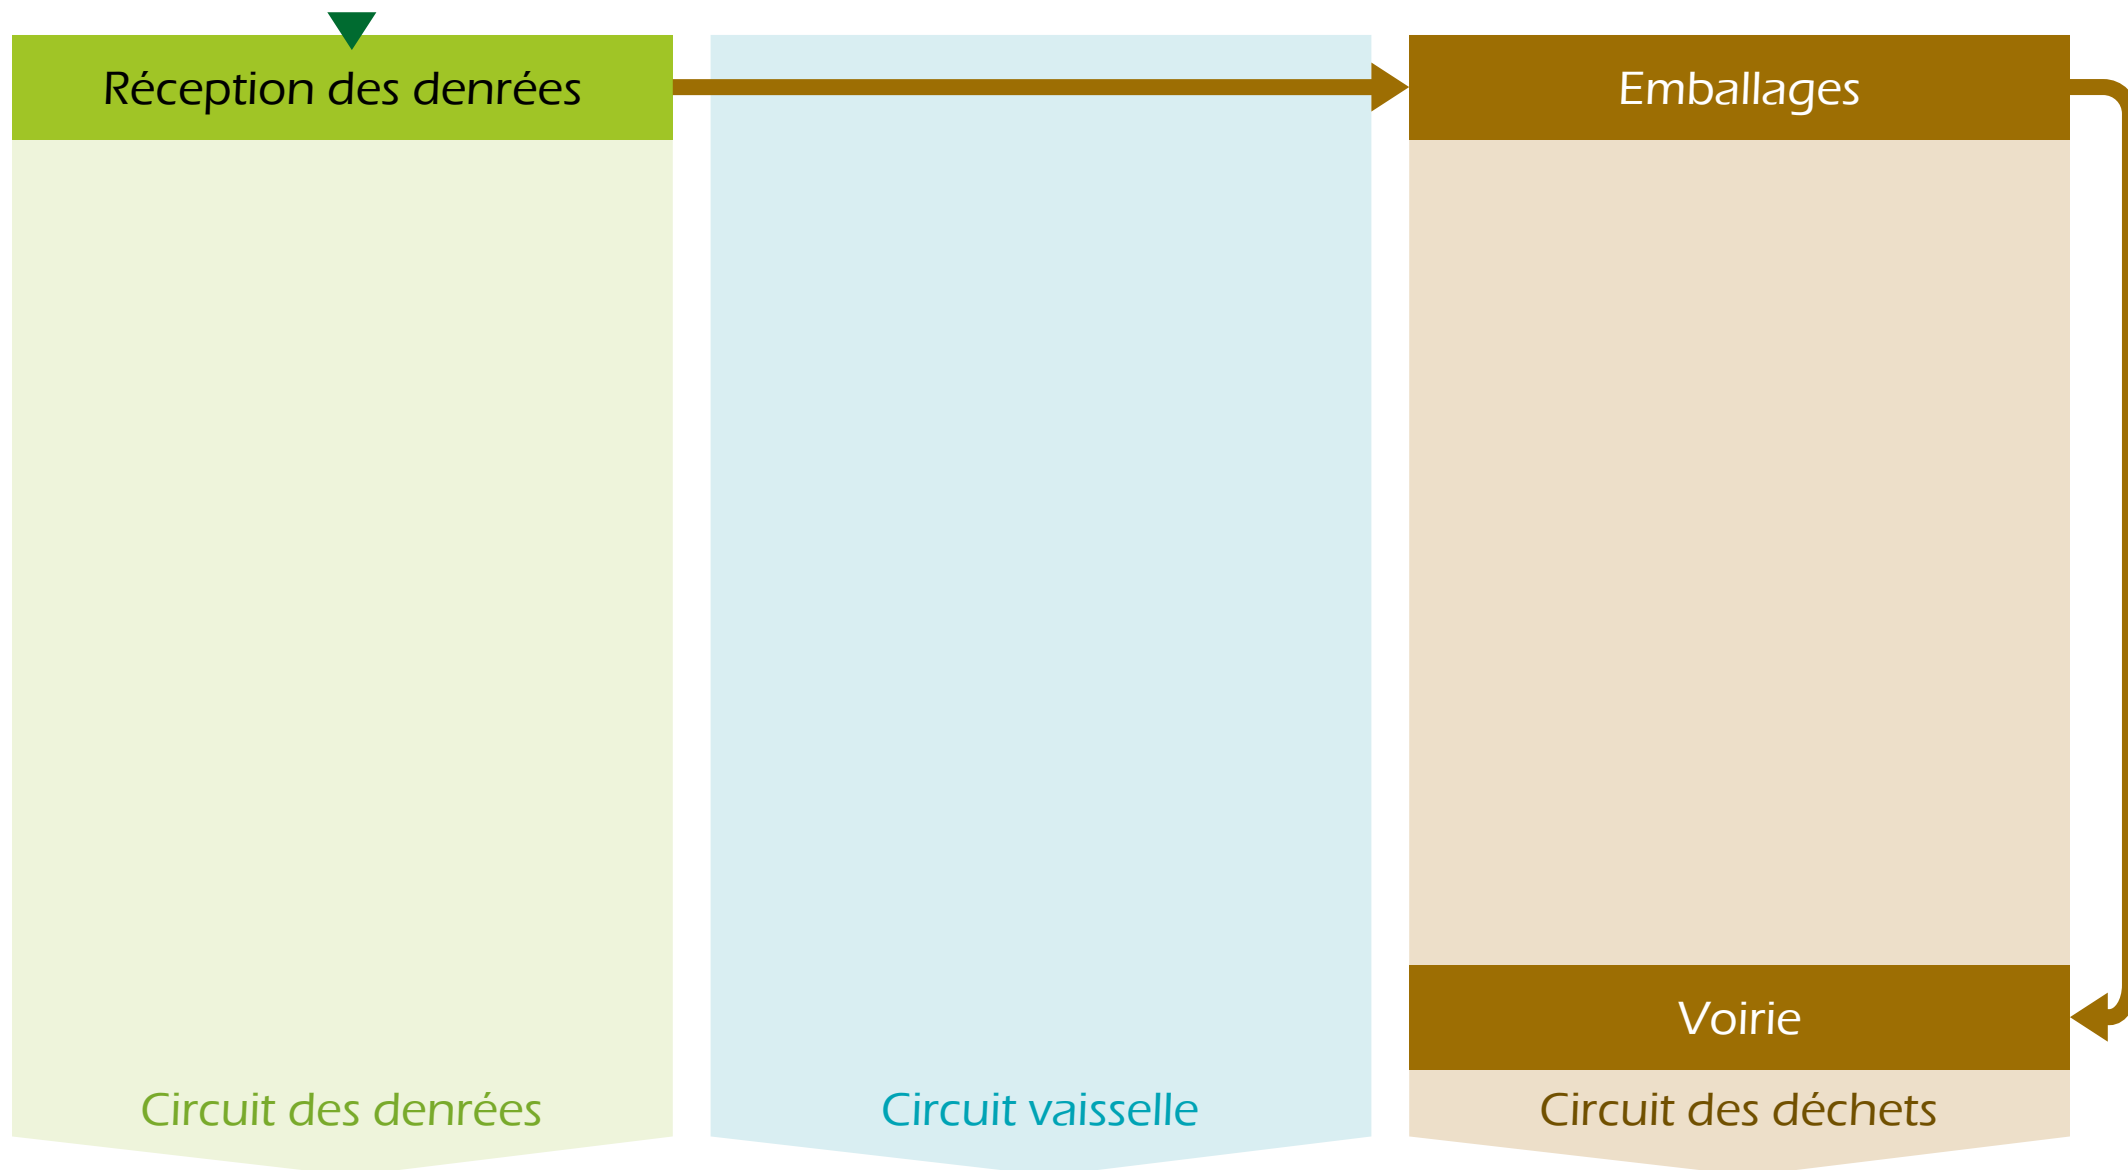 Réception des denrées
Emballages
Voirie
Circuit des denrées
Circuit vaisselle
Circuit des déchets